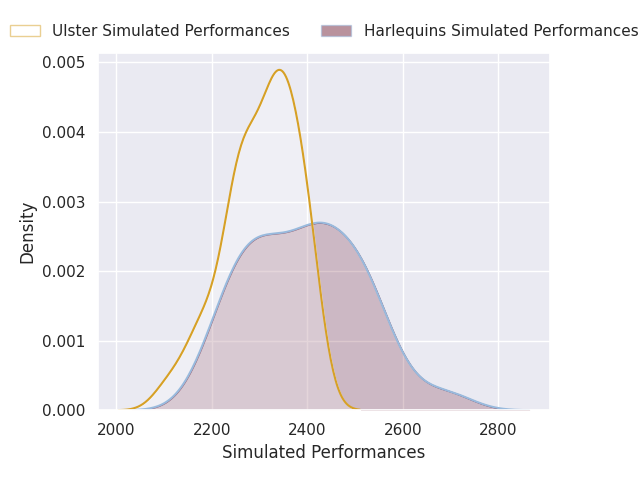 Ulster Simulated Performances
Harlequins Simulated Performances
0.005
0.004
0.003
0.002
0.001
0.000
Density
2000 2200 2400 2600 2800
Simulated Performances